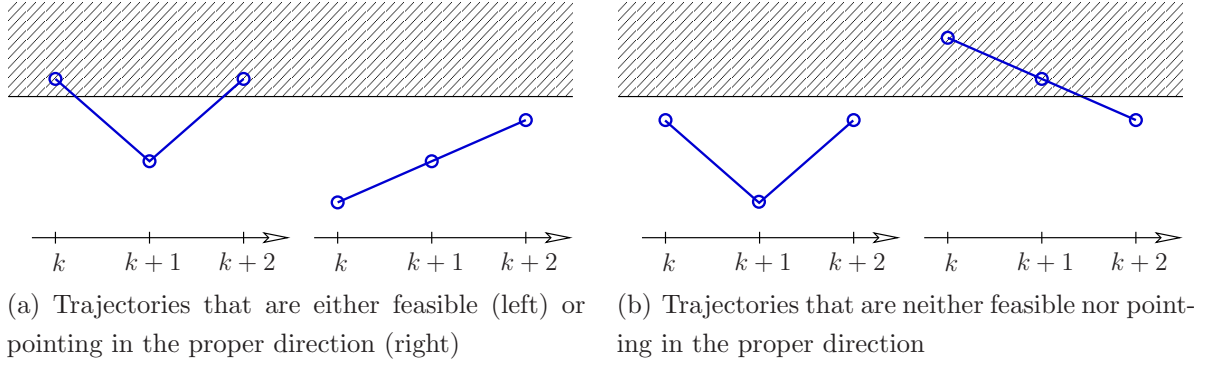 k k + 1 k + 2 k k + 1 k + 2
(a) Trajectories that are either feasible (left) or
pointing in the proper direction (right)
k k + 1 k + 2 k k + 1 k + 2
(b) Trajectories that are neither feasible nor point-
ing in the proper direction